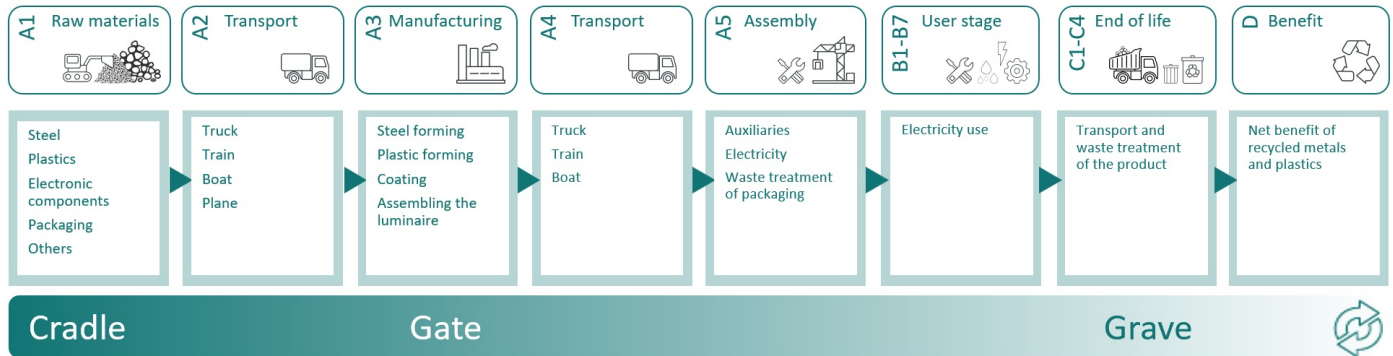 A1 Raw materials
A2 Transport
A3 Manufacturing
A4 Transport
A5 Assembly
B1-B7 User stage
C1-C4 End of life
D Benefit
Steel
Plastics
Electronic
components
Packaging
Others
Truck
Train
Boat
Plane
Steel forming
Plastic forming
Coating
Assembling the
luminaire
Truck
Train
Boat
Auxiliaries
Electricity
Waste treatment
of packaging
Electricity use
Transport and
waste treatment
of the product
Net benefit of
recycled metals
and plastics
Cradle
Gate
Grave